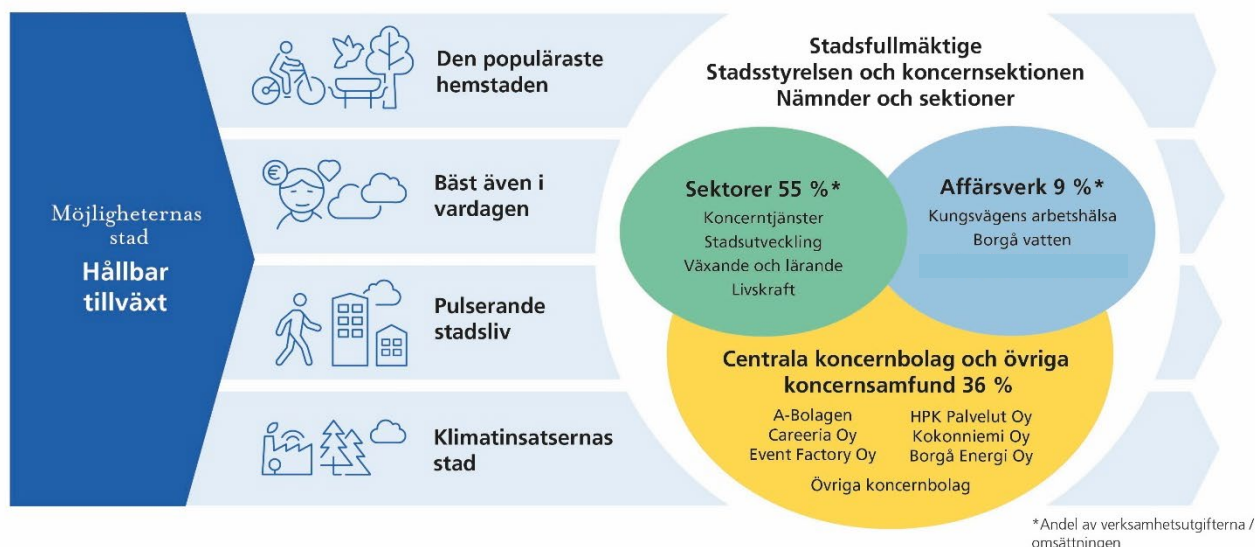 Möjligheternas
stad
Hållbar
tillväxt
Den populäraste
hemstaden
Bäst även i
vardagen
Pulserande
stadsliv
Klimatinsatsernas
stad
Stadsfullmäktige
Stadsstyrelsen och koncernsektionen
Nämnder och sektioner
Sektorer 55 %*
Koncerntjänster
Stadsutveckling
Växande och lärande
Livskraft
Affärsverk 9 %*
Kungsvägens arbetshälsa
Borgå vatten
Centrala koncernbolag och övriga
koncernsamfund 36 %
A-Bolagen
Careeria Oy
Event Factory Oy
HPK Palvelut Oy
Kokonniemi Oy
Borgå Energi Oy
Övriga koncernbolag
*Andel av verksamhetsutgifterna /
omsättningen
€